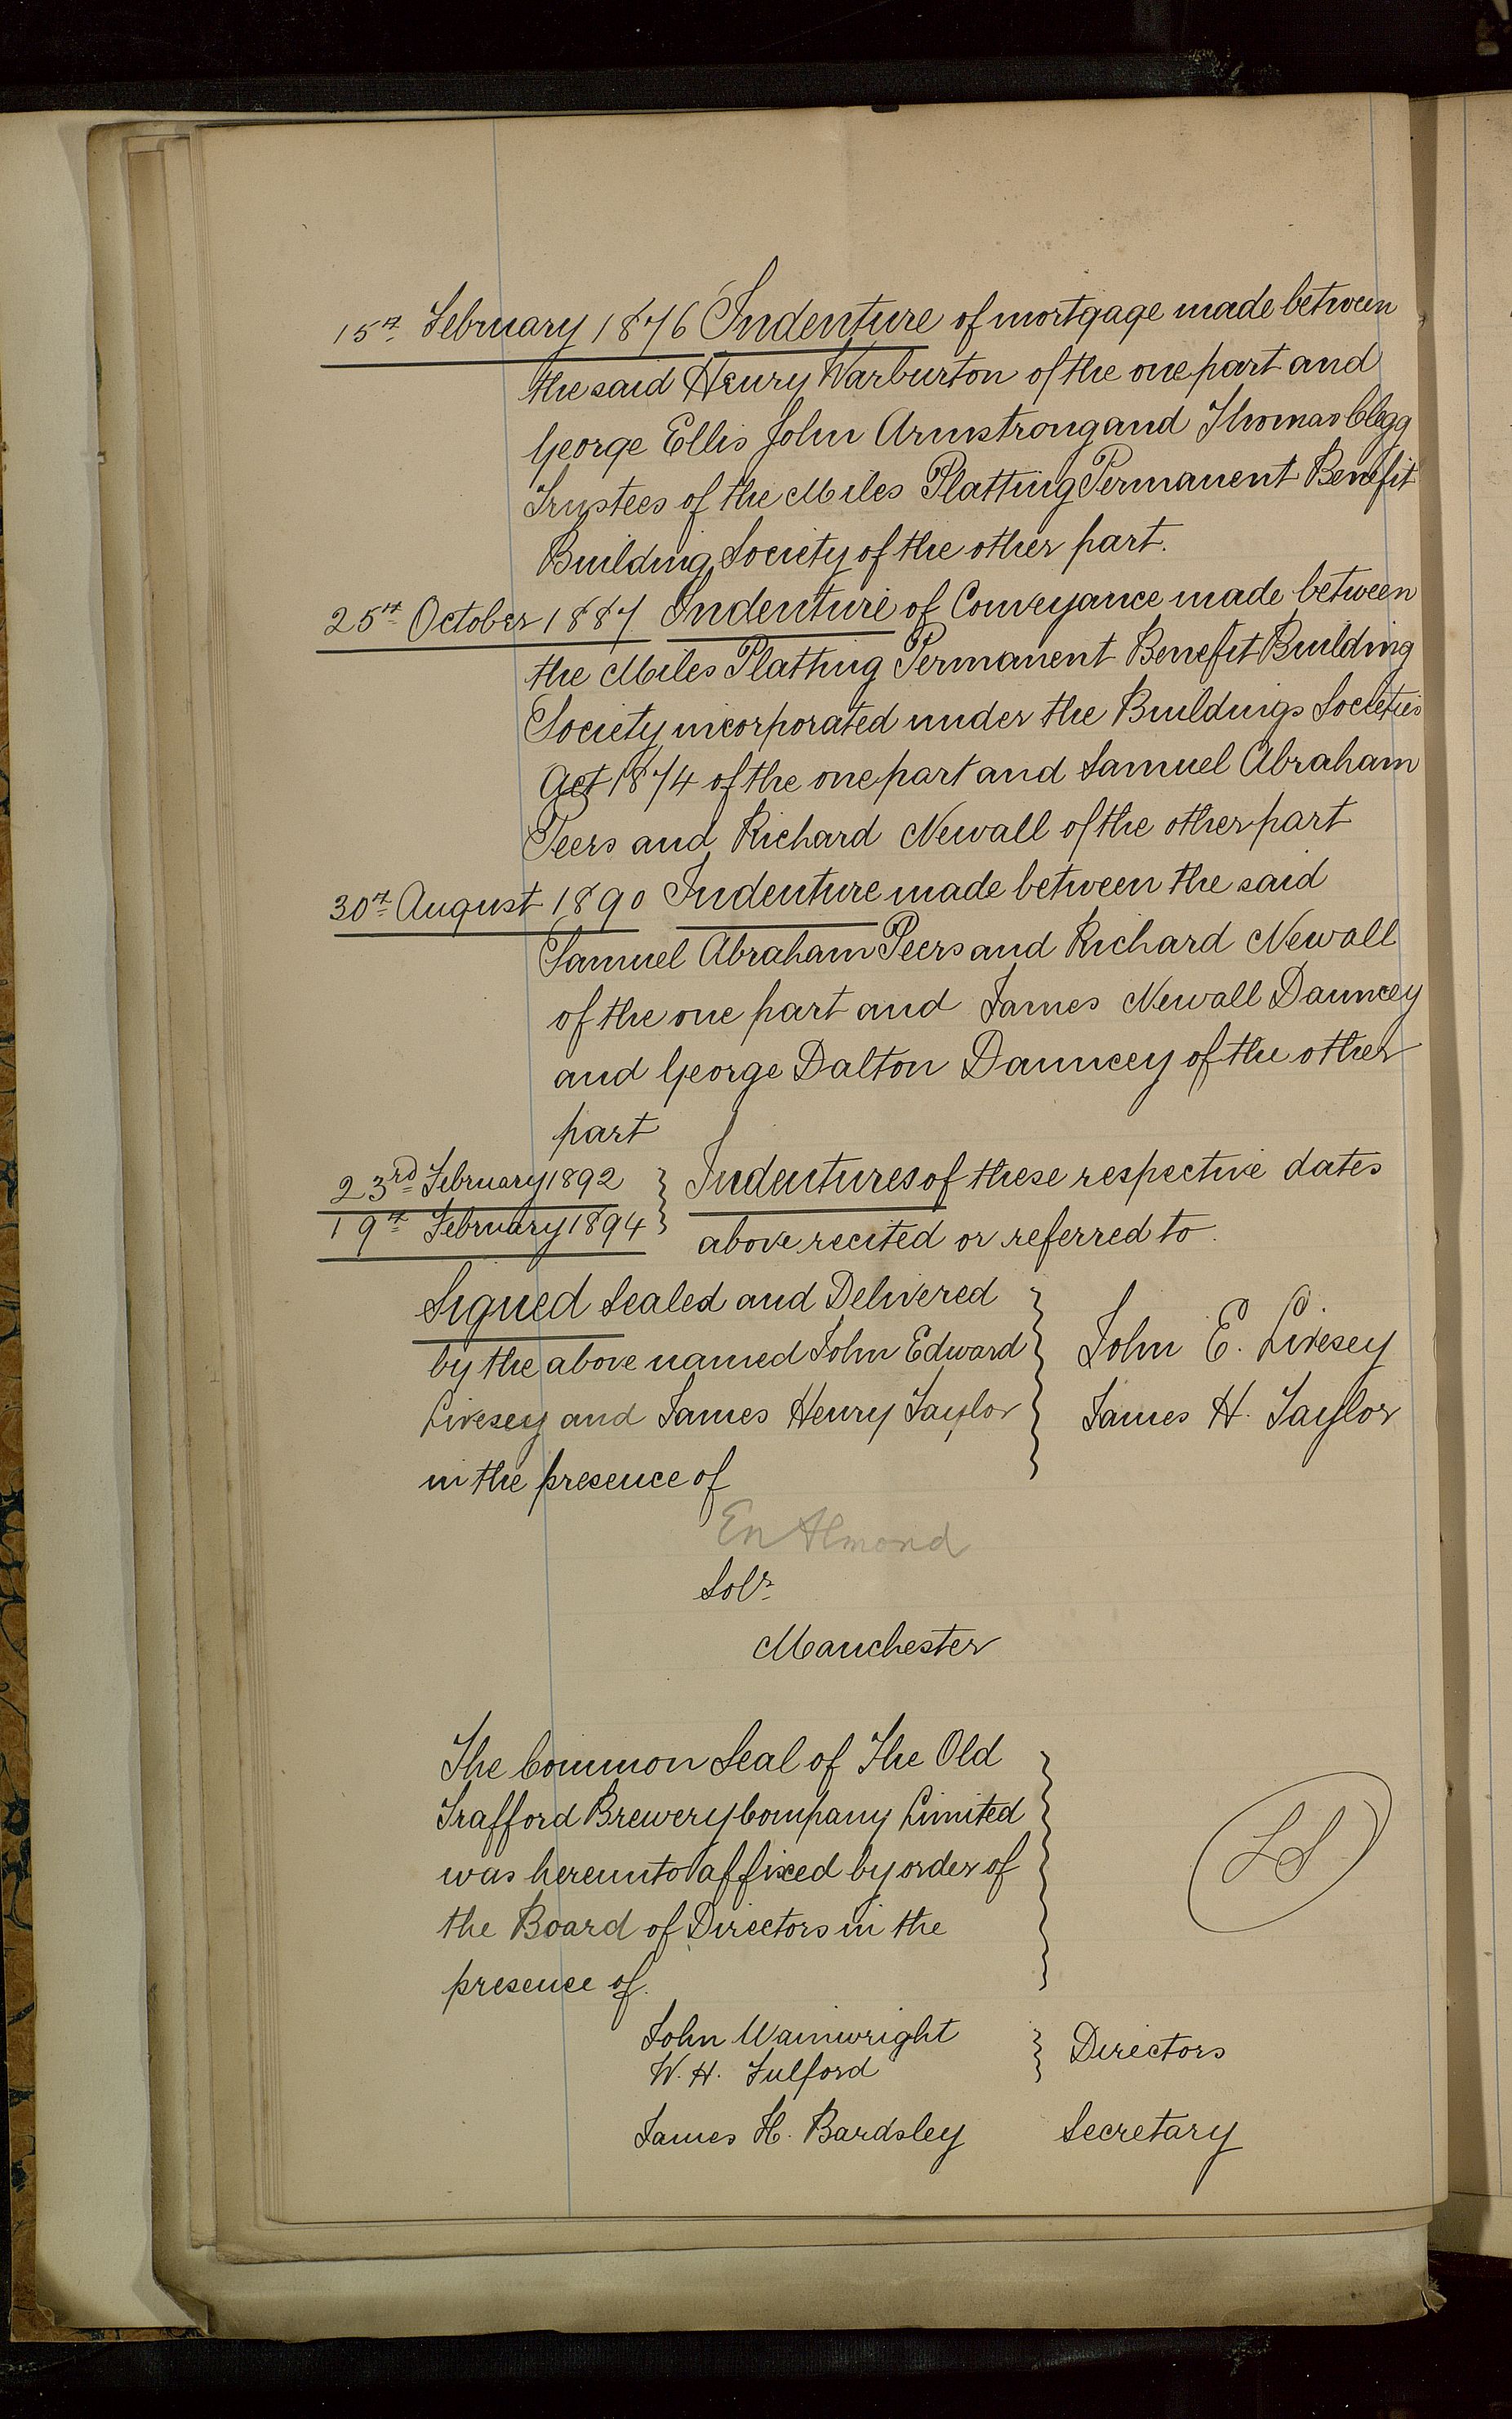 15th February 1876 Indenture of mortgage made between
the said Henry Warburton of the one part and
George Ellis John Armstrong and Thomas Clegg
Trustees of the Miles Platting Permanent Benefit
Building Society of the other part.
25th October 1887 Indenture of Conveyance made between
the Miles Platting Permanent Benefit Building
Society incorporated under the Buildings Societies
Act 1874 of the one part and Samuel Abraham
Peers and Richard Newall of the other part
30th August 1890 Indenture made between the said
Samuel Abraham Peers and Richard Newall
of the one part and James Newall Dauncey
and George Dalton Dauncey of the other
part
23rd February 1892 } Indentures of these respective dates
19th February 1894 } above recited or referred to.
Signed Sealed and Delivered
by the above named John Edward } John E. Livesey
Livesey and James Henry Taylor } James H. Taylor
in the presence of
Almond
Solr
Manchester
The Common Seal of The Old
Trafford Brewery Company Limited
was hereunto affixed by order of LS
the Board of Directors in the
presence of.
John Wainwright } Directors
W. H. Fulford
James H. Bardsley Secretary